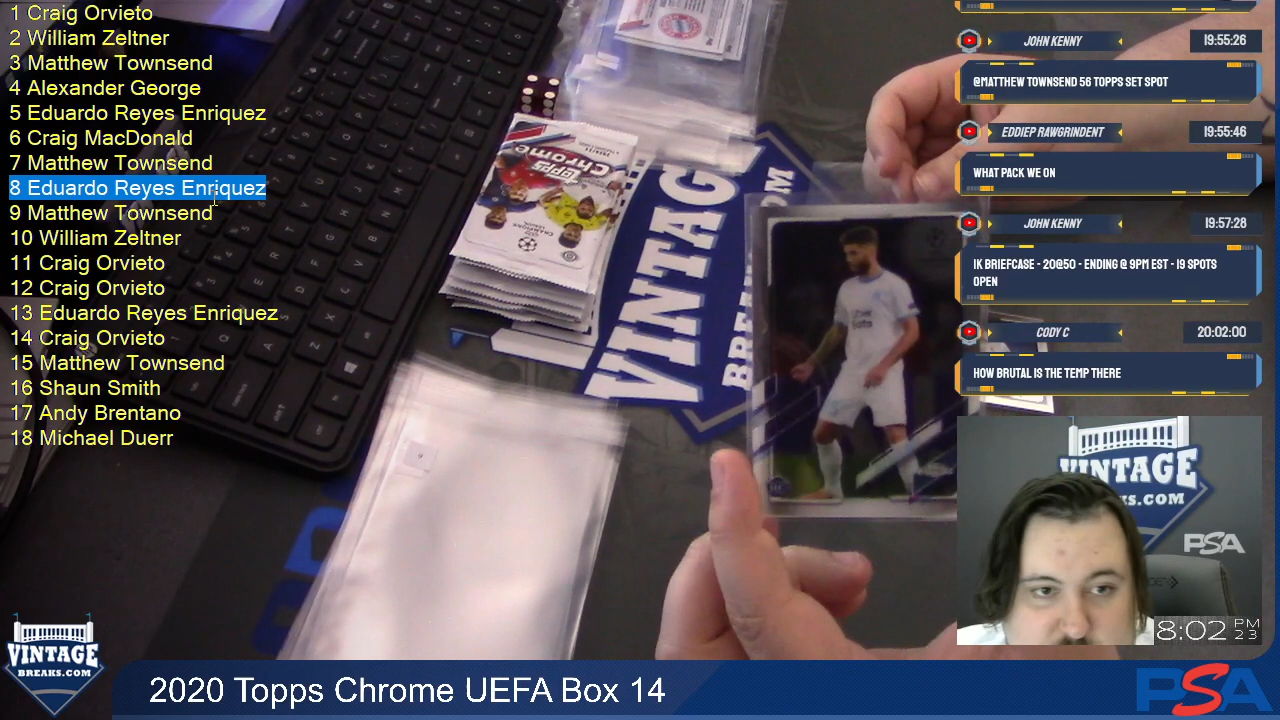 1 Craig Orvieto
2 William Zeltner
3 Matthew Townsend
4 Alexander George
5 Eduardo Reyes Enriquez
6 Craig MacDonald
7 Matthew Townsend
8 Eduardo Reyes Enriquez
9 Matthew Townsend
10 William Zeltner
11 Craig Orvieto
12 Craig Orvieto
13 Eduardo Reyes Enriquez
14 Craig Orvieto
15 Matthew Townsend
16 Shaun Smith
17 Andy Brentano
18 Michael Duerr
JOHN KENNY 19:55:26
@MATTHEW TOWNSEND 56 TOPPS SET SPOT
EDDIEP RAWGRINDENT 19:55:46
WHAT PACK WE ON
JOHN KENNY 19:57:28
1K BRIEFCASE - 20@50 - ENDING @ 9PM EST - 19 SPOTS
OPEN
CODY C 20:02:00
HOW BRUTAL IS THE TEMP THERE
Topps
Chrome
VINTAG
BRE
OM
9
VINTAGE
KS.COM
PSA
8:02 PM
23
VINTAGE
BREAKS.COM
2020 Topps Chrome UEFA Box 14
PSA